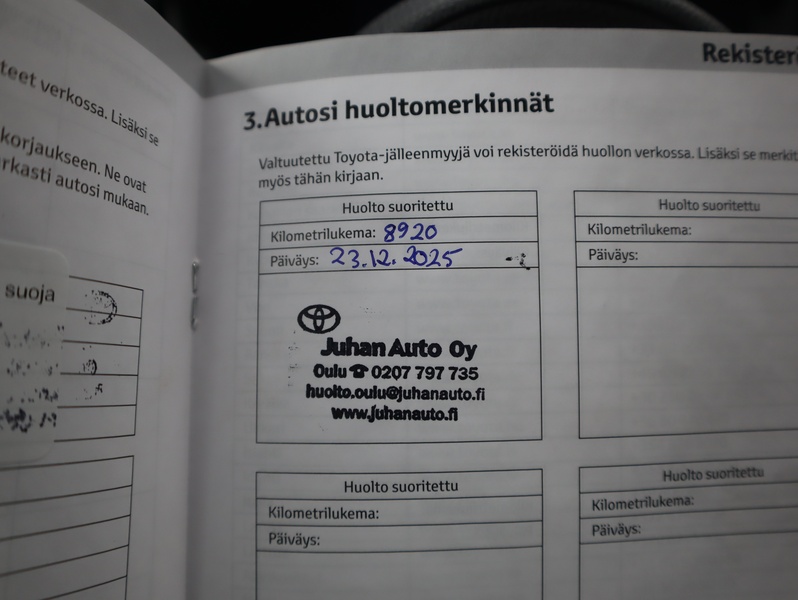 teet verkossa. Lisäksi se
korjaukseen. Ne ovat
rkasti autosi mukaan.
suoja
Rekister
3. Autosi huoltomerkinnät
Valtuutettu Toyota-jälleenmyyjä voi rekisteröidä huollon verkossa. Lisäksi se merkit
myös tähän kirjaan.
Huolto suoritettu
Kilometrilukema: 8920
Päiväys: 23.12.2025
Juhan Auto Oy
Oulu ☎ 0207 797 735
huolto.oulu@juhanauto.fi
www.juhanauto.fi
Huolto suoritettu
Kilometrilukema:
Päiväys:
Huolto suoritettu
Kilometrilukema:
Päiväys:
Huolto suoritettu
Kilometrilukema:
Päiväys: